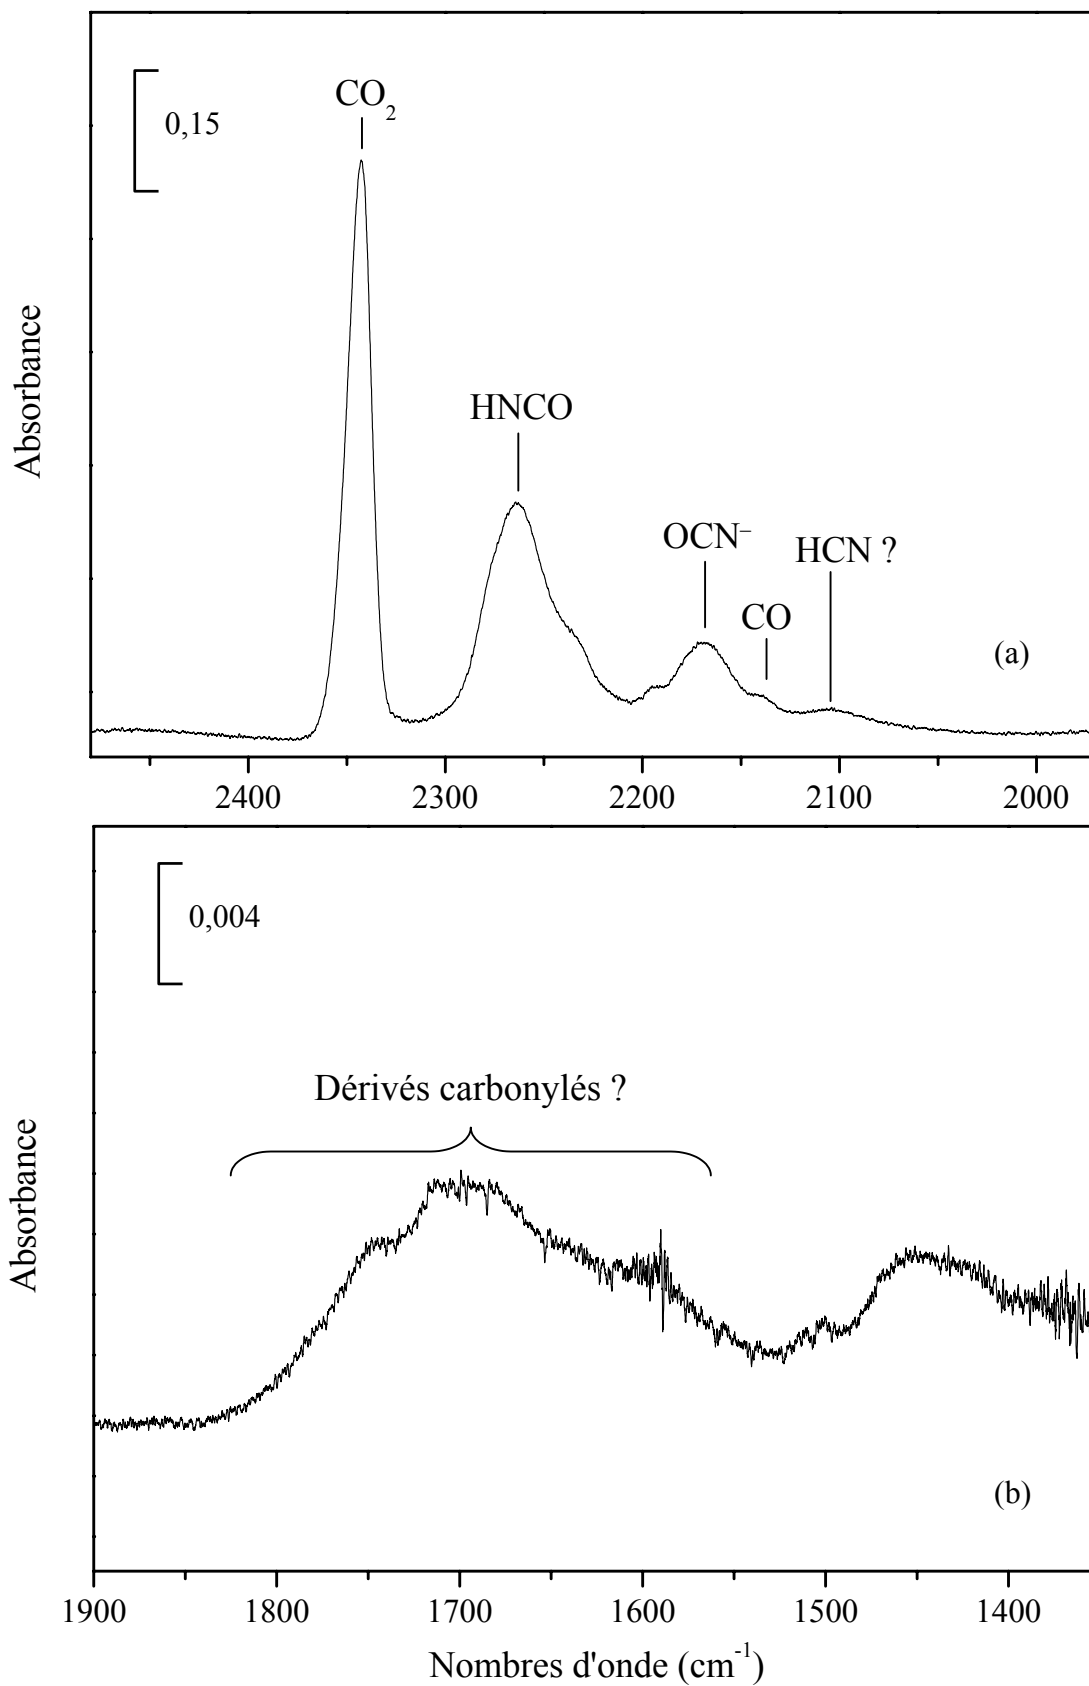 CO2
0,15
HNCO
OCN–
HCN ?
CO
(a)
Absorbance
2400 2300 2200 2100 2000
0,004
Dérivés carbonylés ?
Absorbance
(b)
1900 1800 1700 1600 1500 1400
Nombres d'onde (cm-1)